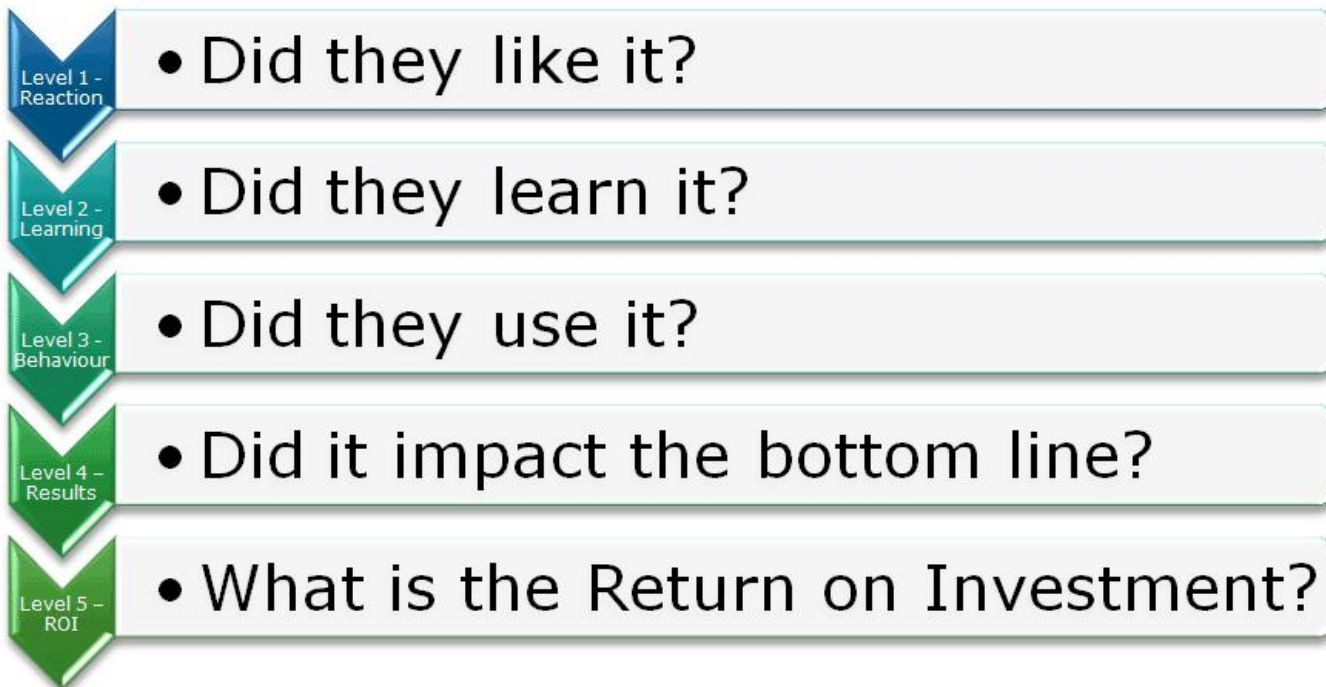 Level 1 -
Reaction
• Did they like it?
Level 2 -
Learning
• Did they learn it?
Level 3 -
Behaviour
• Did they use it?
Level 4 –
Results
• Did it impact the bottom line?
Level 5 –
ROI
• What is the Return on Investment?